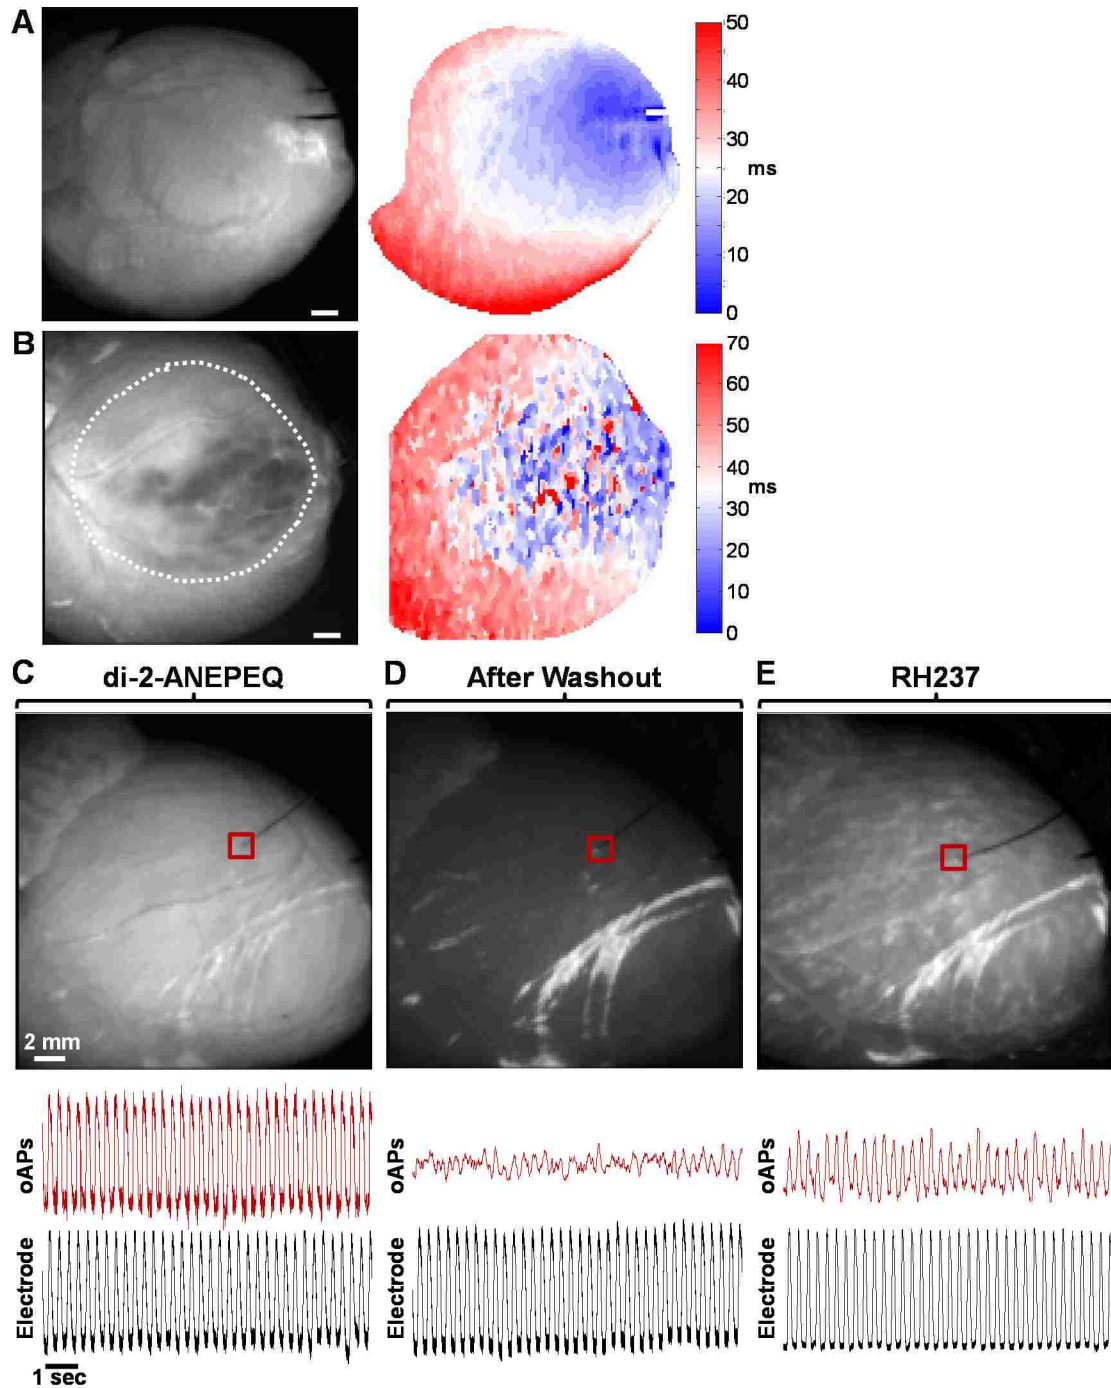 A
50
40
30
ms
20
10
0
B
70
60
50
ms
40
30
20
10
0
C di-2-ANEPEQ
D After Washout
E RH237
2 mm
oAPs
oAPs
oAPs
Electrode
Electrode
Electrode
1 sec